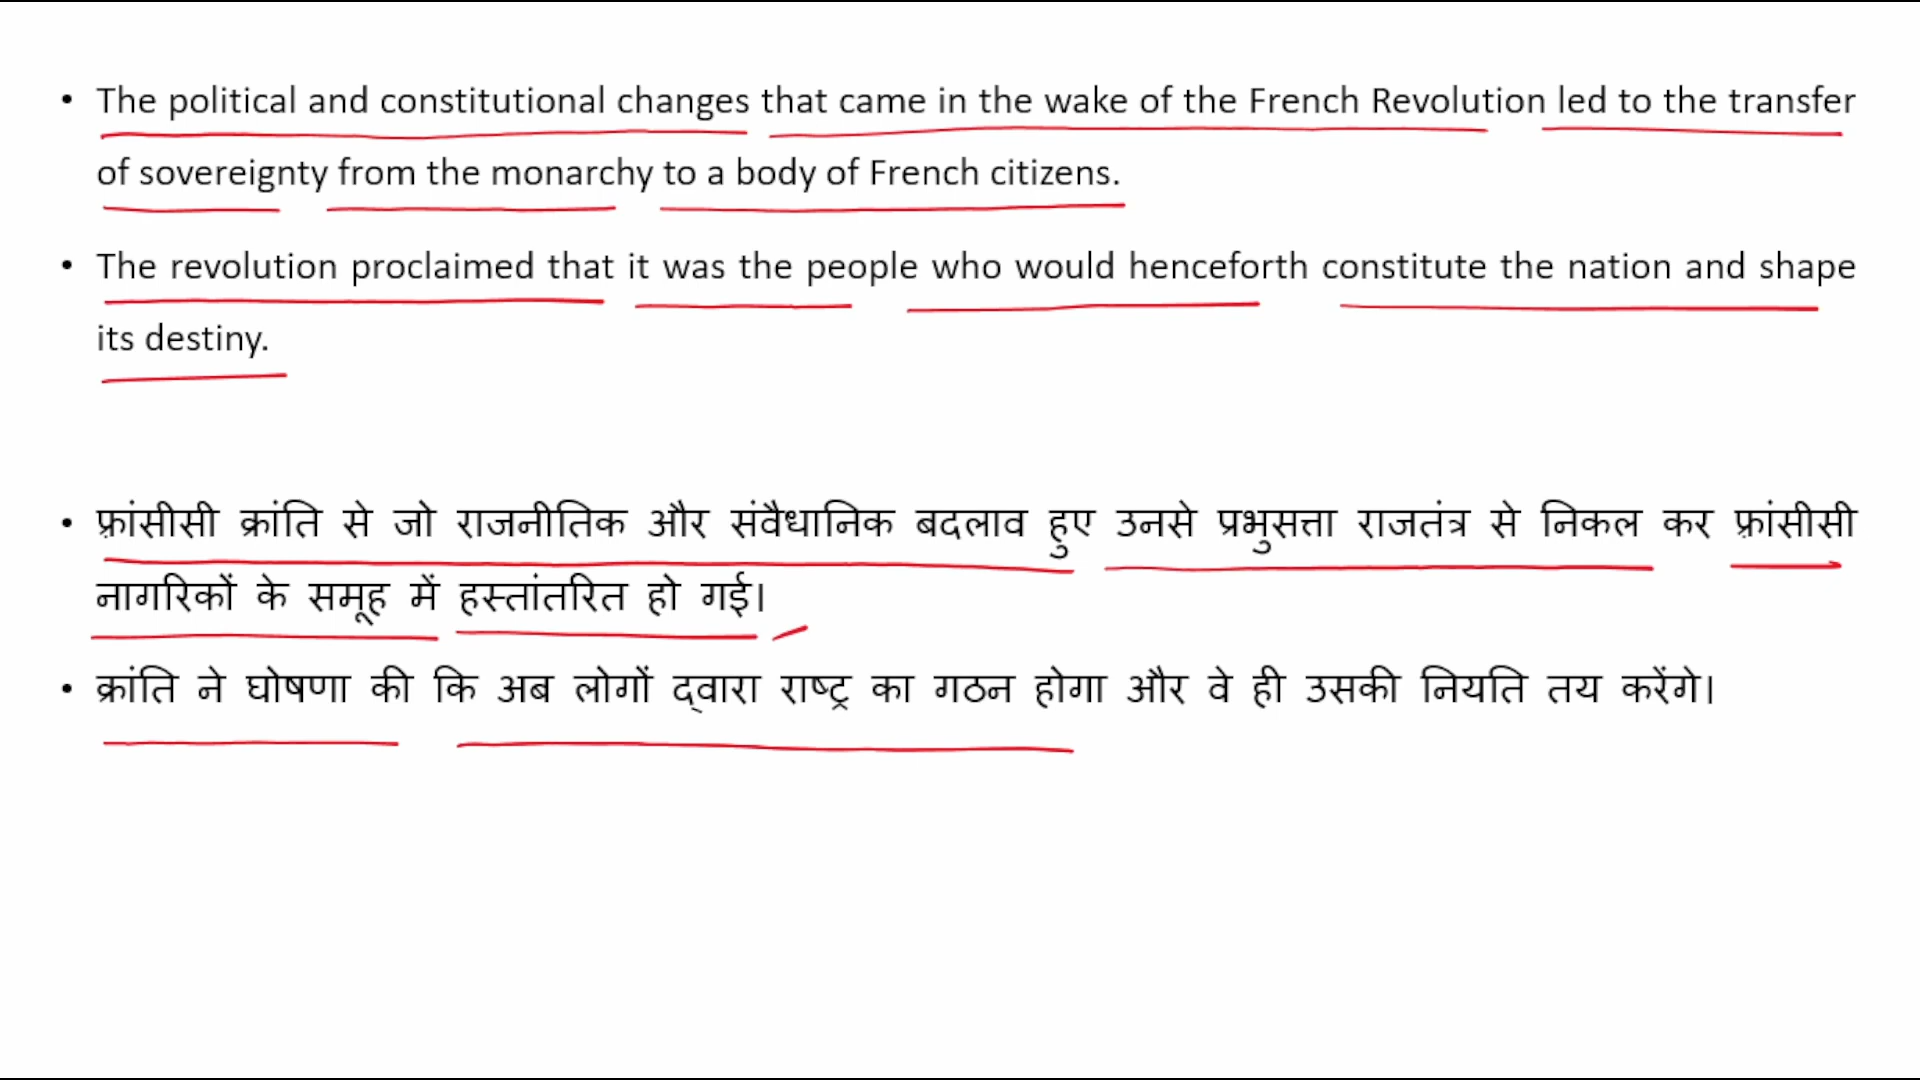 • The political and constitutional changes that came in the wake of the French Revolution led to the transfer
of sovereignty from the monarchy to a body of French citizens.
• The revolution proclaimed that it was the people who would henceforth constitute the nation and shape
its destiny.
• फ़्रांसीसी क्रांति से जो राजनीतिक और संवैधानिक बदलाव हुए उनसे प्रभुसत्ता राजतंत्र से निकल कर फ़्रांसीसी
नागरिकों के समूह में हस्तांतरित हो गई।
• क्रांति ने घोषणा की कि अब लोगों द्वारा राष्ट्र का गठन होगा और वे ही उसकी नियति तय करेंगे।